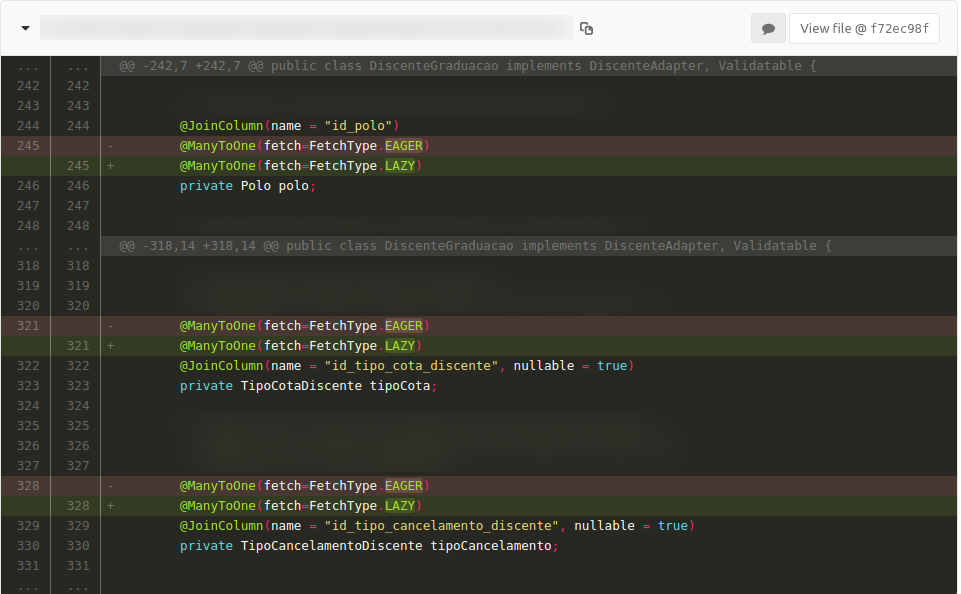 View file @ f72ec98f
... ... @@ -242,7 +242,7 @@ public class DiscenteGraduacao implements DiscenteAdapter, Validatable {
242 242
243 243
244 244 @JoinColumn(name = "id_polo")
245 - @ManyToOne(fetch=FetchType.EAGER)
245 + @ManyToOne(fetch=FetchType.LAZY)
246 246 private Polo polo;
247 247
248 248
... ... @@ -318,14 +318,14 @@ public class DiscenteGraduacao implements DiscenteAdapter, Validatable {
318 318
319 319
320 320
321 - @ManyToOne(fetch=FetchType.EAGER)
321 + @ManyToOne(fetch=FetchType.LAZY)
322 322 @JoinColumn(name = "id_tipo_cota_discente", nullable = true)
323 323 private TipoCotaDiscente tipoCota;
324 324
325 325
326 326
327 327
328 - @ManyToOne(fetch=FetchType.EAGER)
328 + @ManyToOne(fetch=FetchType.LAZY)
329 329 @JoinColumn(name = "id_tipo_cancelamento_discente", nullable = true)
330 330 private TipoCancelamentoDiscente tipoCancelamento;
331 331
... ...